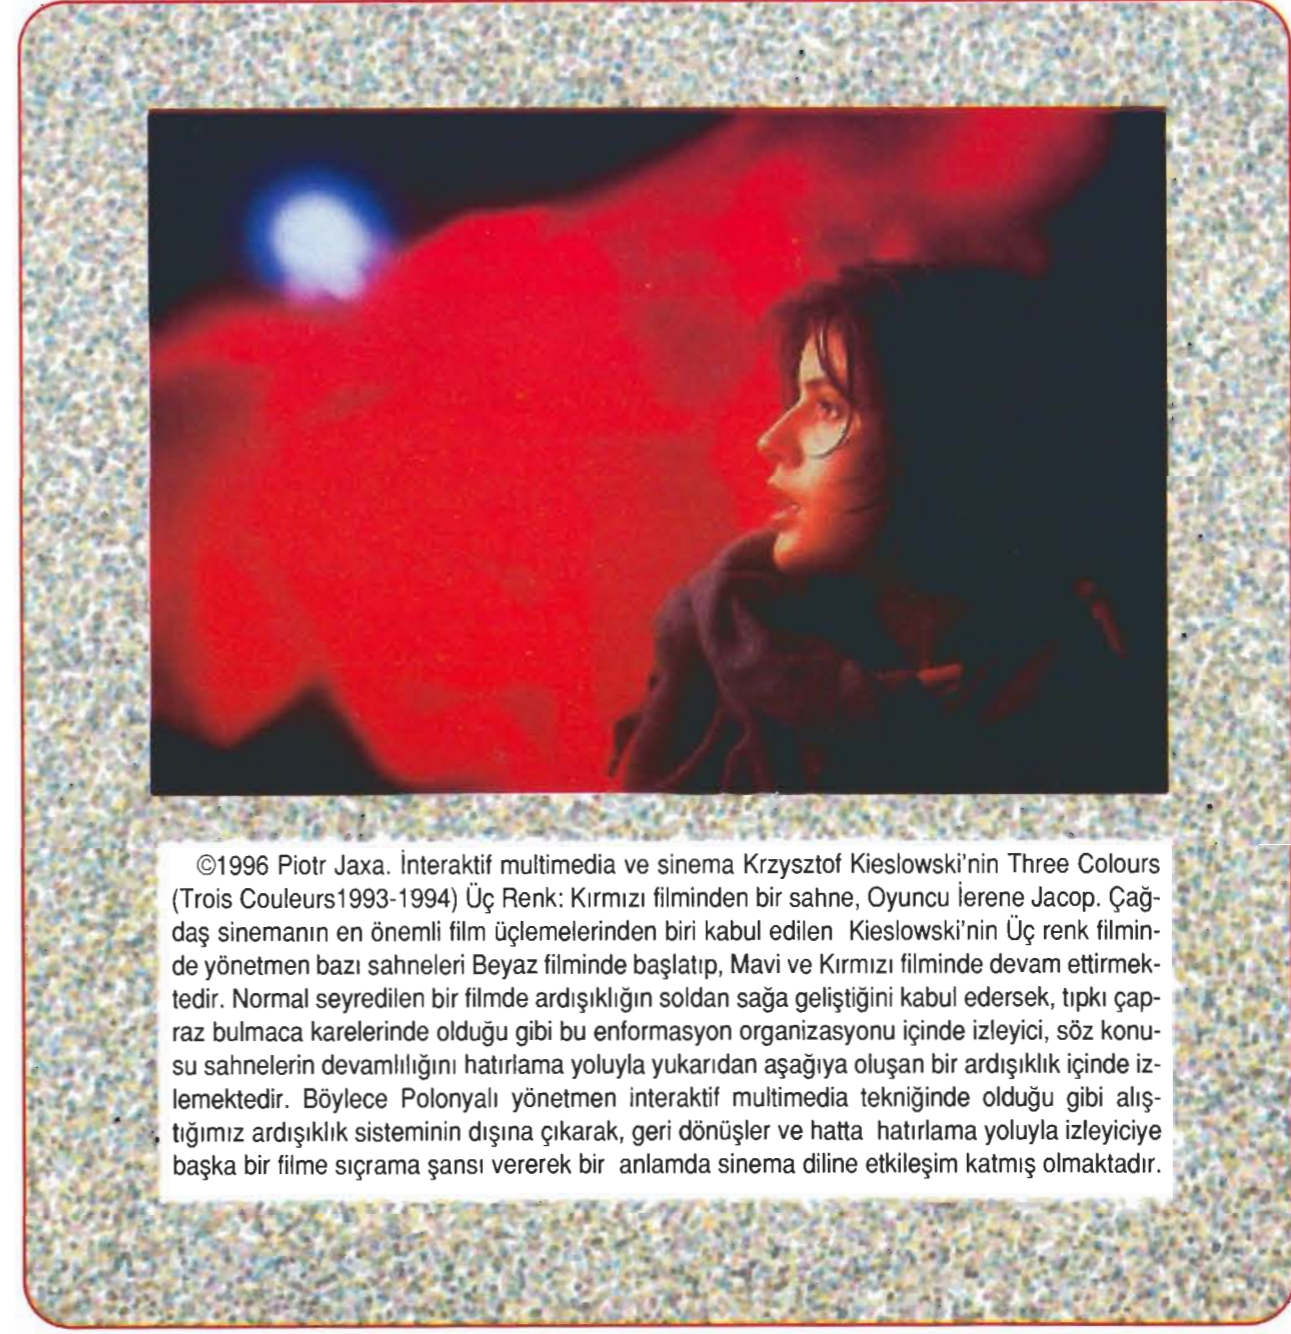 ©1996 Piotr Jaxa. İnteraktif multimedia ve sinema Krzysztof Kieslowski'nin Three Colours
(Trois Couleurs1993-1994) Üç Renk: Kırmızı filminden bir sahne, Oyuncu İerene Jacop. Çağ-
daş sinemanın en önemli film üçlemelerinden biri kabul edilen Kieslowski'nin Üç renk filmin-
de yönetmen bazı sahneleri Beyaz filminde başlatıp, Mavi ve Kırmızı filminde devam ettirmek-
tedir. Normal seyredilen bir filmde ardışıklığın soldan sağa geliştiğini kabul edersek, tıpkı çap-
raz bulmaca karelerinde olduğu gibi bu enformasyon organizasyonu içinde izleyici, söz konu-
su sahnelerin devamlılığını hatırlama yoluyla yukarıdan aşağıya oluşan bir ardışıklık içinde iz-
lemektedir. Böylece Polonyalı yönetmen interaktif multimedia tekniğinde olduğu gibi alış-
tığımız ardışıklık sisteminin dışına çıkarak, geri dönüşler ve hatta hatırlama yoluyla izleyiciye
başka bir filme sıçrama şansı vererek bir anlamda sinema diline etkileşim katmış olmaktadır.